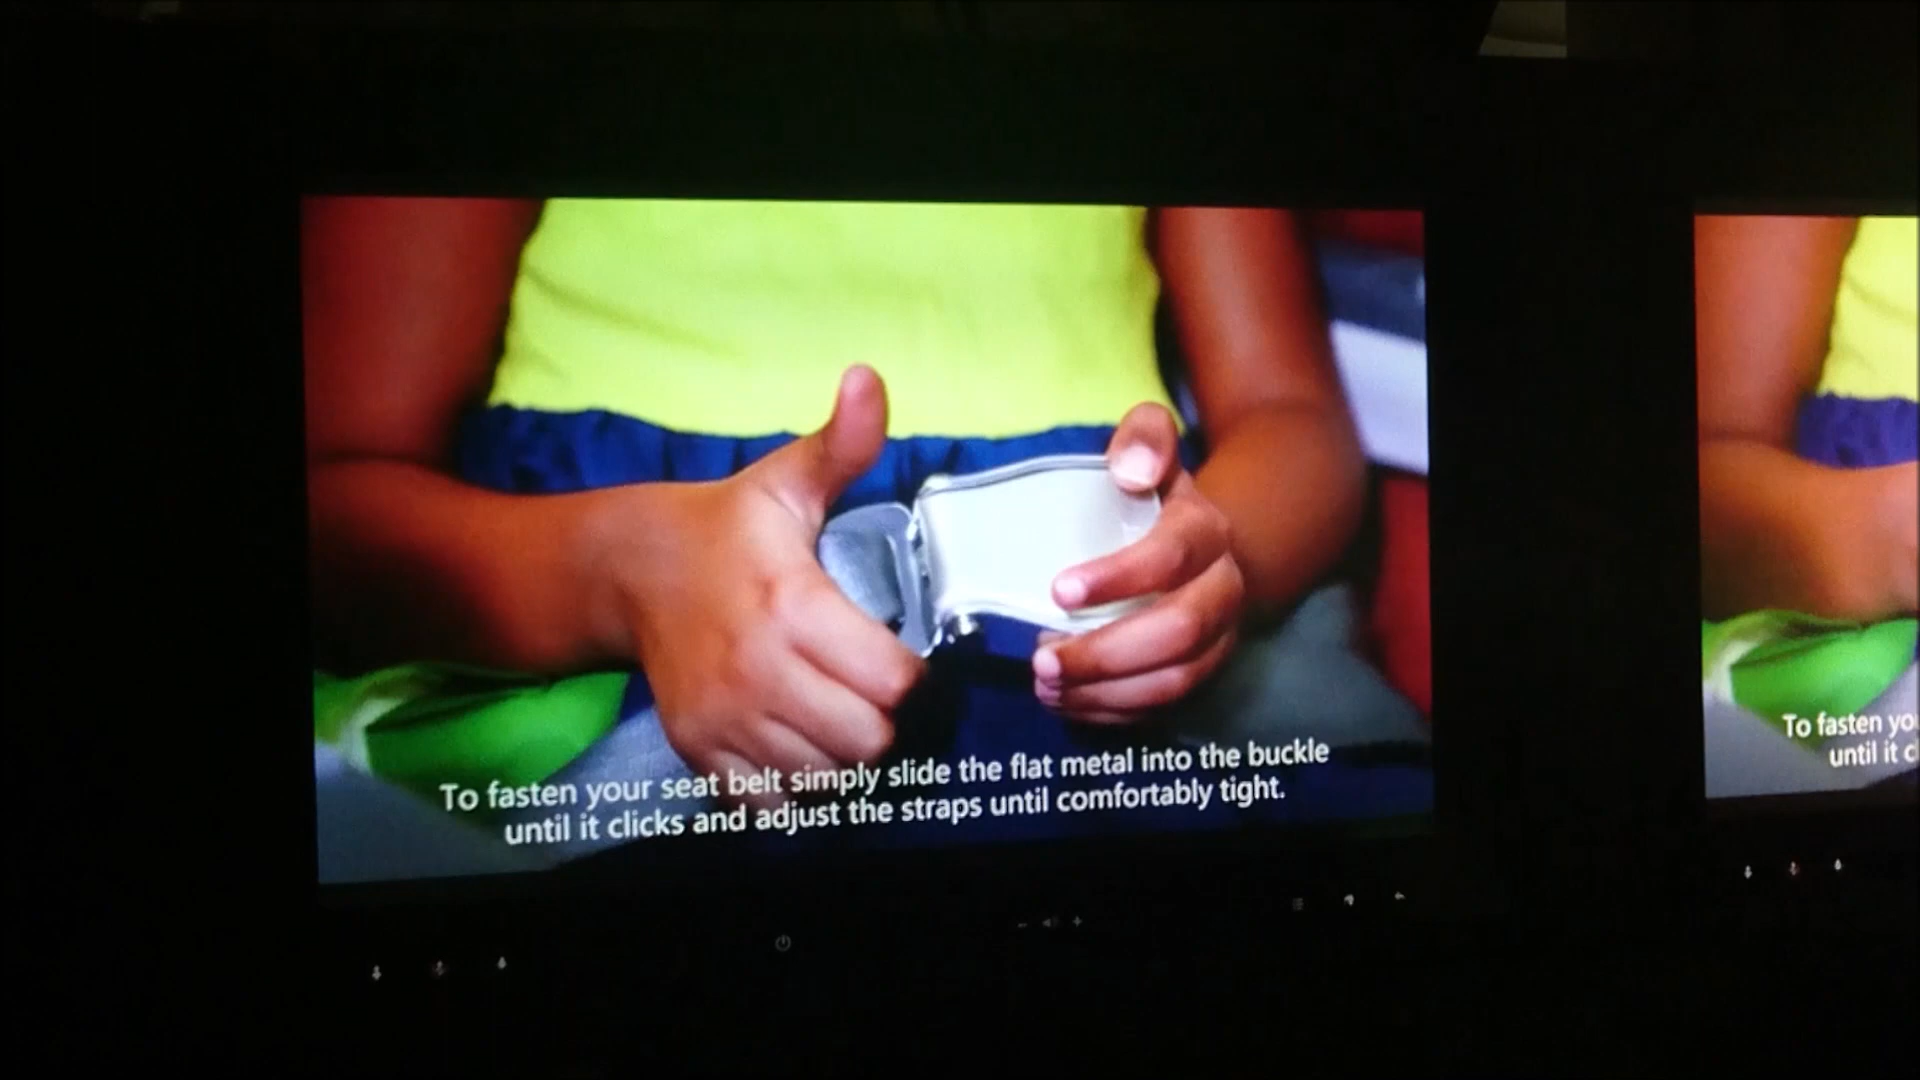 To fasten your seat belt simply slide the flat metal into the buckle
until it clicks and adjust the straps until comfortably tight.
To fasten yo
until it c